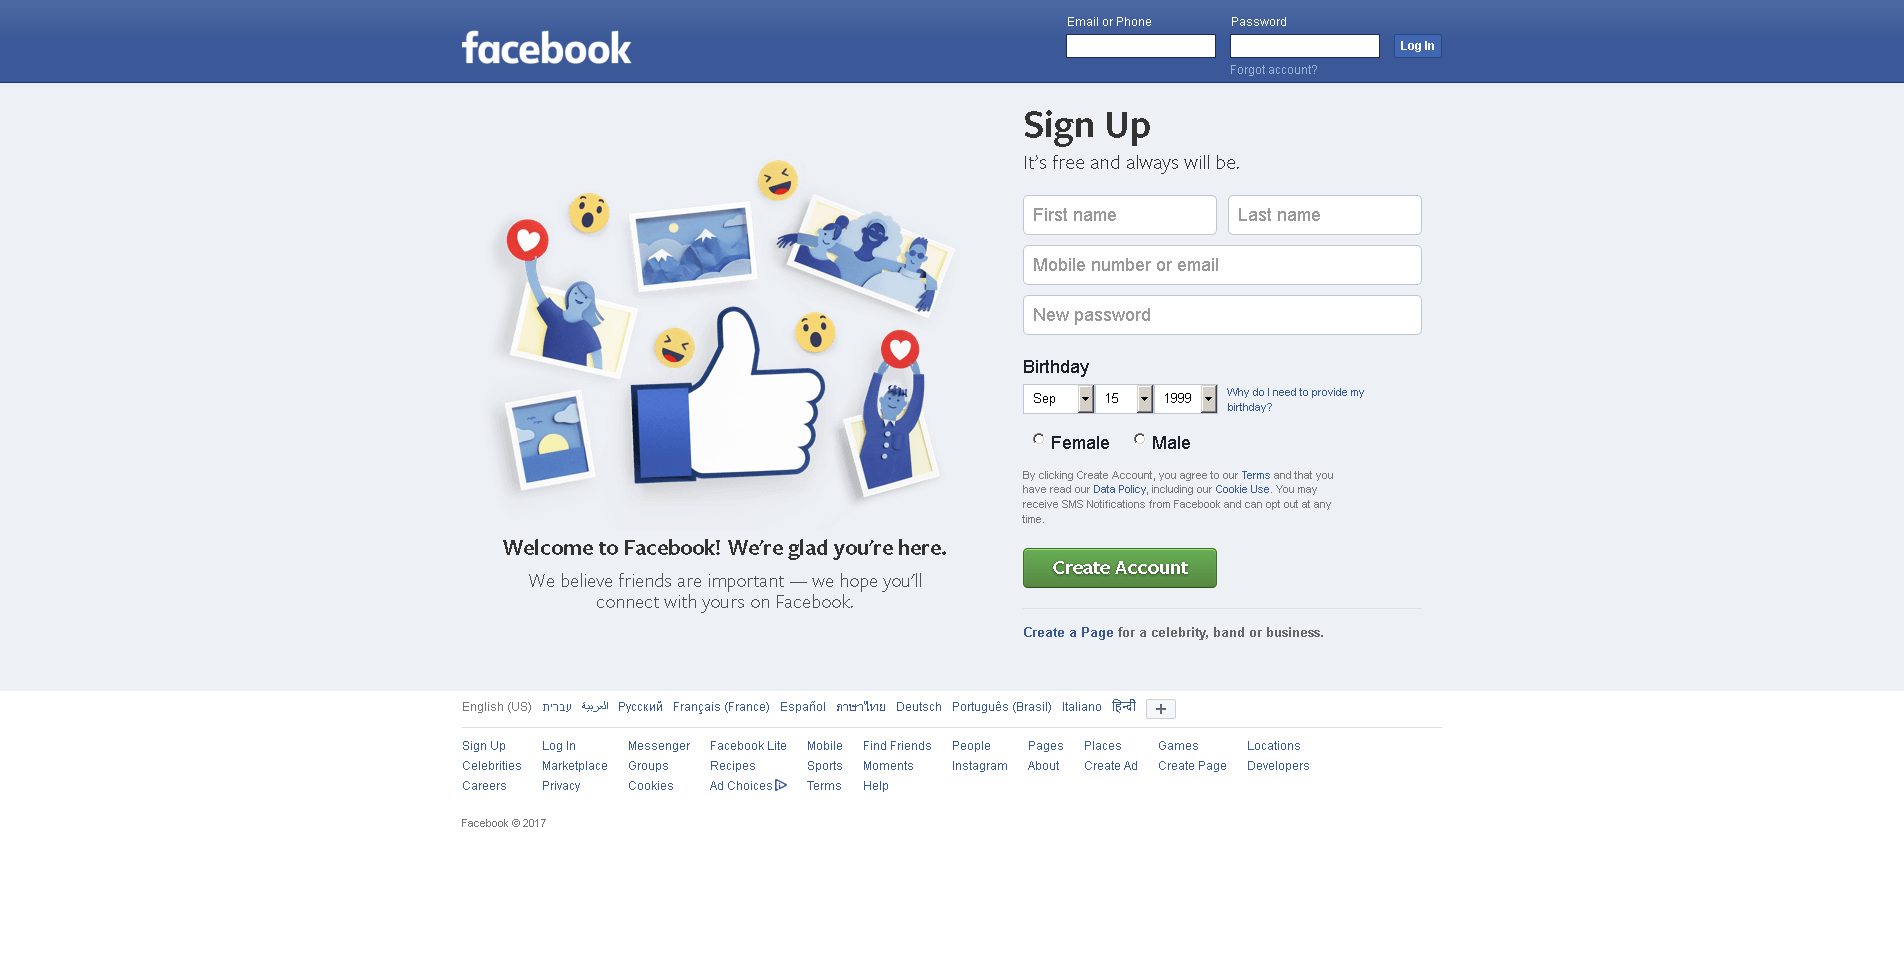 facebook
Email or Phone
Password
Log In
Forgot account?
Sign Up
It's free and always will be.
First name
Last name
Mobile number or email
New password
Birthday
Sep 15 1999
Why do I need to provide my
birthday?
Female Male
By clicking Create Account, you agree to our Terms and that you
have read our Data Policy, including our Cookie Use. You may
receive SMS Notifications from Facebook and can opt out at any
time.
Create Account
Create a Page for a celebrity, band or business.
Welcome to Facebook! We're glad you're here.
We believe friends are important — we hope you'll
connect with yours on Facebook.
English (US) עברית العربية Русский Français (France) Español ภาษาไทย Deutsch Português (Brasil) Italiano हिन्दी +
Sign Up Log In Messenger Facebook Lite Mobile Find Friends People Pages Places Games Locations
Celebrities Marketplace Groups Recipes Sports Moments Instagram About Create Ad Create Page Developers
Careers Privacy Cookies Ad Choices Terms Help
Facebook © 2017